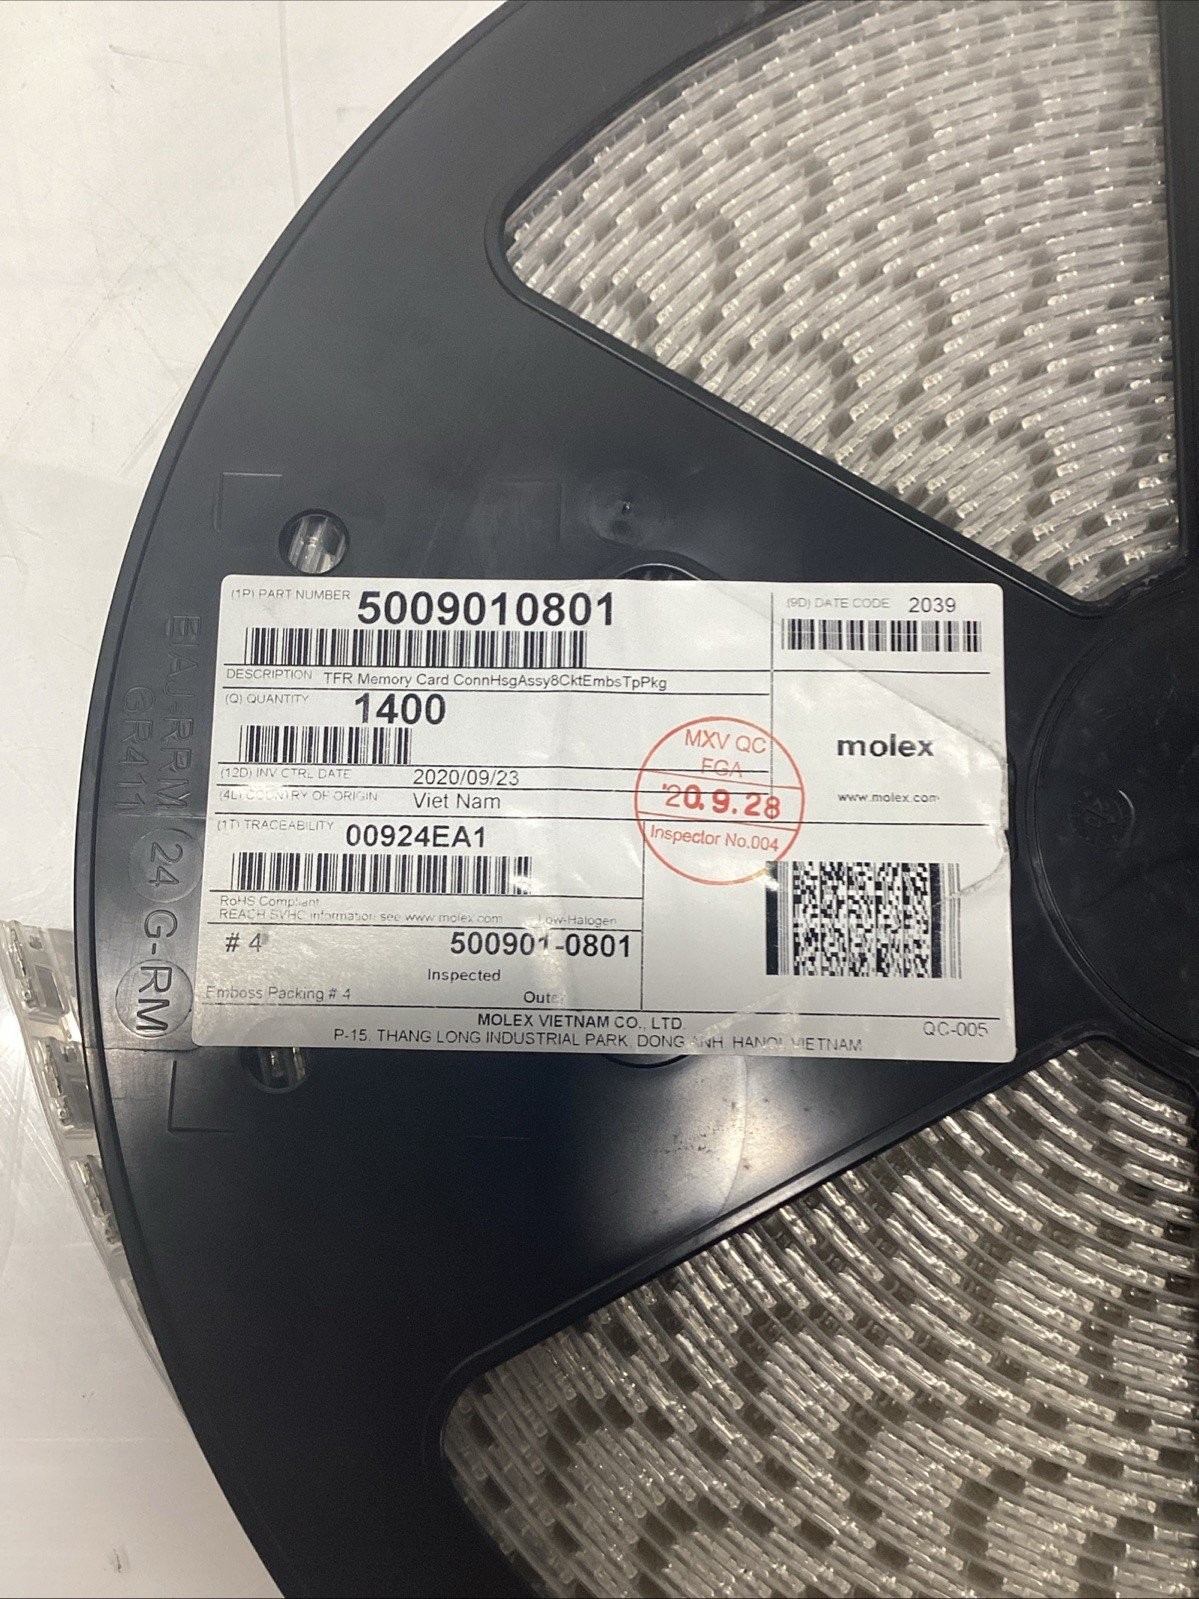 (1P) PART NUMBER 5009010801
(9D) DATE CODE 2039
DESCRIPTION TFR Memory Card ConnHsgAssy8CktEmbsTpPkg
(Q) QUANTITY 1400
(12D) INV CTRL DATE 2020/09/23
(4L) COUNTRY OF ORIGIN Viet Nam
(1T) TRACEABILITY 00924EA1
MXV QC
FGA
'20.9.28
Inspector No.004
molex
www.molex.com
RoHS Compliant
REACH SVHC information see www.molex.com Low-Halogen
# 4 500901-0801
Inspected
Emboss Packing # 4 Outer
MOLEX VIETNAM CO., LTD
P-15. THANG LONG INDUSTRIAL PARK DONG ANH HANOI VIETNAM
QC-005
EIAJ-RRM 24 G-RM
GR411